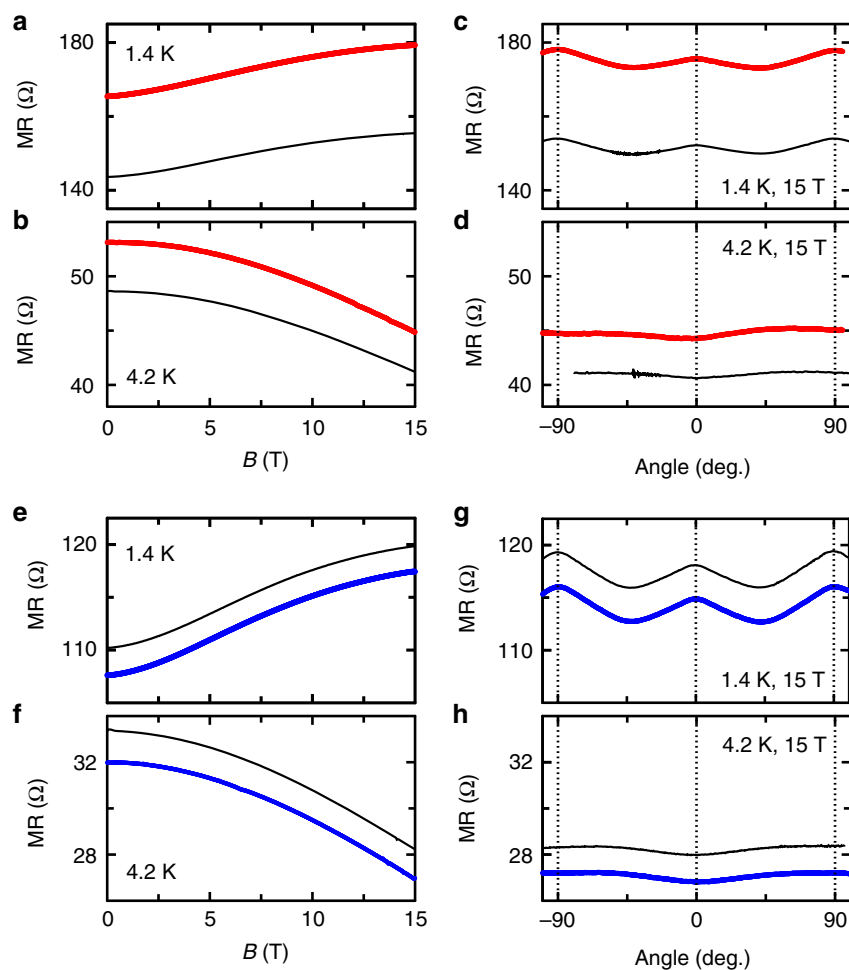 a
180
1.4 K
MR (Ω)
140
c
180
MR (Ω)
140
1.4 K, 15 T
b
50
MR (Ω)
40
4.2 K
0
5
10
15
B (T)
d
4.2 K, 15 T
50
MR (Ω)
40
–90
0
90
Angle (deg.)
e
120
1.4 K
MR (Ω)
110
g
120
MR (Ω)
110
1.4 K, 15 T
f
32
MR (Ω)
28
4.2 K
0
5
10
15
B (T)
h
4.2 K, 15 T
32
MR (Ω)
28
–90
0
90
Angle (deg.)